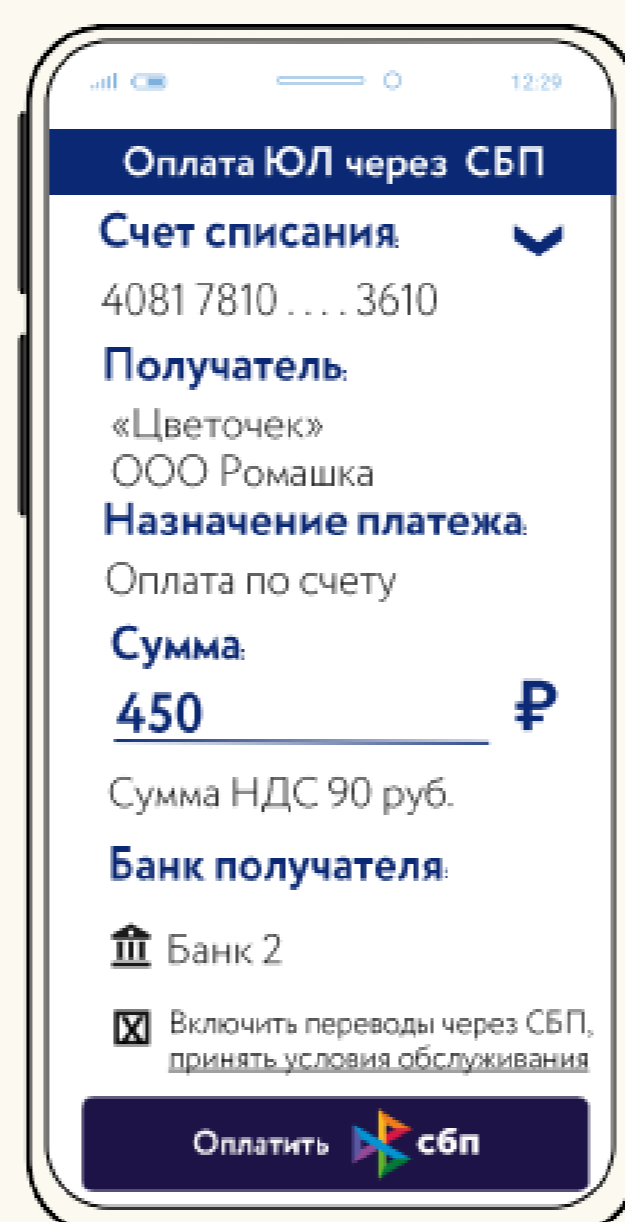 12:29
Оплата ЮЛ через СБП
Счет списания:
4081 7810 .... 3610
Получатель:
«Цветочек»
ООО Ромашка
Назначение платежа:
Оплата по счету
Сумма:
450 ₽
Сумма НДС 90 руб.
Банк получателя:
Банк 2
Включить переводы через СБП,
принять условия обслуживания
Оплатить сбп